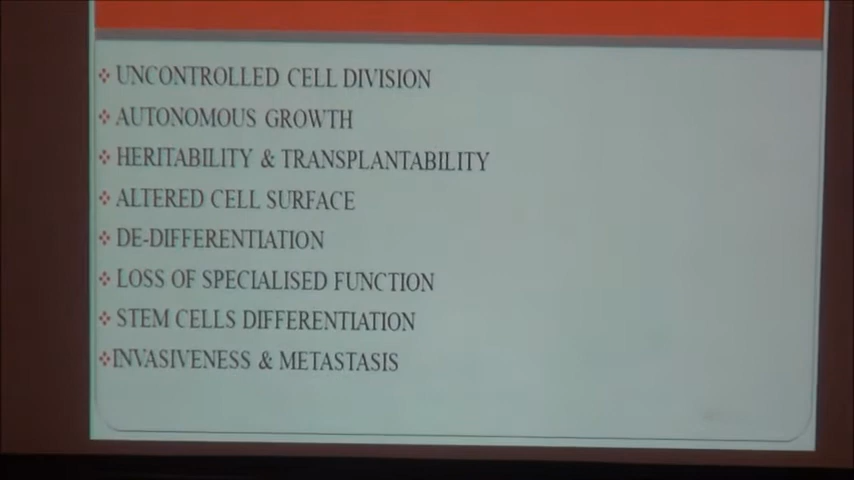 UNCONTROLLED CELL DIVISION
AUTONOMOUS GROWTH
HERITABILITY & TRANSPLANTABILITY
ALTERED CELL SURFACE
DE-DIFFERENTIATION
LOSS OF SPECIALISED FUNCTION
STEM CELLS DIFFERENTIATION
INVASIVENESS & METASTASIS